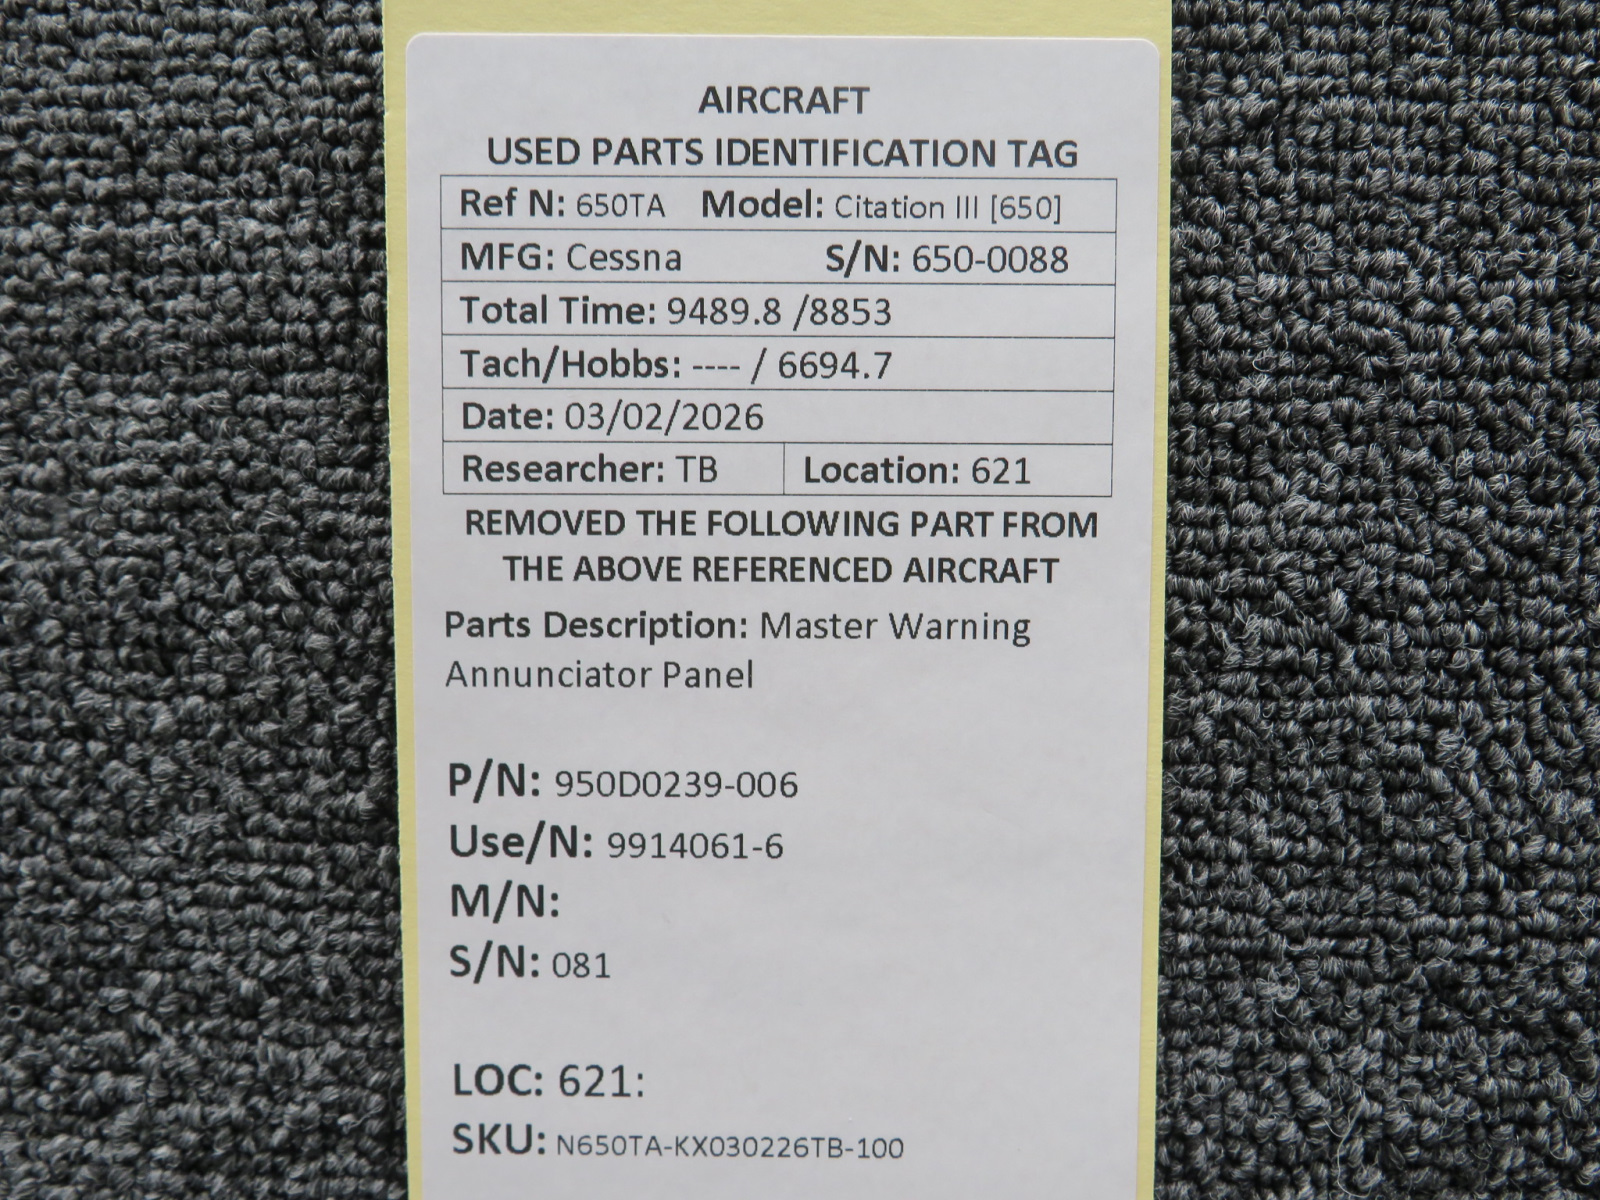 AIRCRAFT
USED PARTS IDENTIFICATION TAG
Ref N: 650TA Model: Citation III [650]
MFG: Cessna S/N: 650-0088
Total Time: 9489.8 /8853
Tach/Hobbs: ---- / 6694.7
Date: 03/02/2026
Researcher: TB Location: 621
REMOVED THE FOLLOWING PART FROM
THE ABOVE REFERENCED AIRCRAFT
Parts Description: Master Warning
Annunciator Panel
P/N: 950D0239-006
Use/N: 9914061-6
M/N:
S/N: 081
LOC: 621:
SKU: N650TA-KX030226TB-100